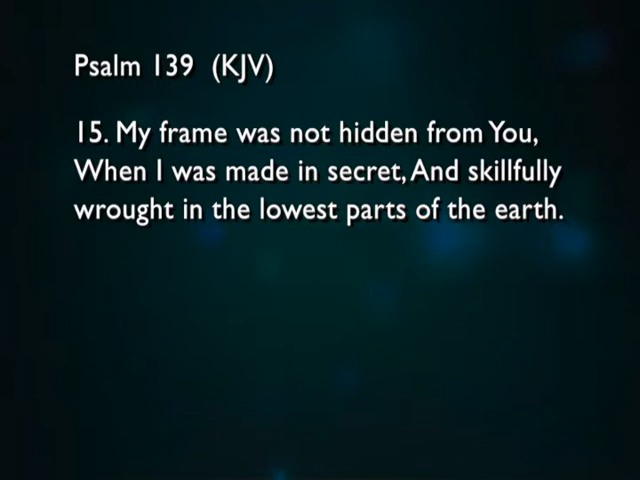 Psalm 139 (KJV)
15. My frame was not hidden from You,
When I was made in secret, And skillfully
wrought in the lowest parts of the earth.